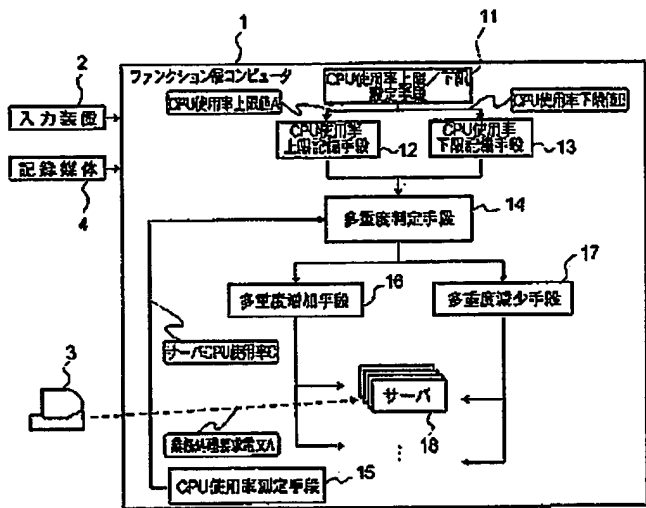 1
11
2
ファンクション層コンピュータ
CPU使用率上限／下限
設定手段
CPU使用率上限値A
CPU使用率下限値B
入力装置
CPU使用率
上限記憶手段
12
CPU使用率
下限記憶手段
13
記録媒体
4
多重度判定手段
14
17
多重度増加手段
16
多重度減少手段
サーバCPU使用率C
3
サーバ
18
業務処理要求電文A
CPU使用率測定手段
15